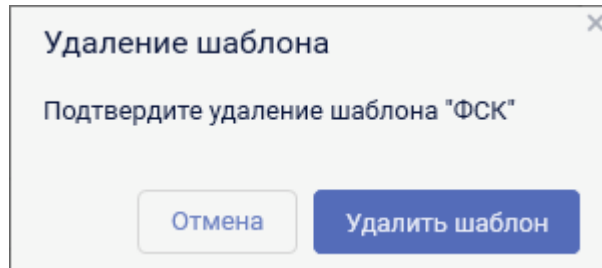 Удаление шаблона
Подтвердите удаление шаблона "ФСК"
Отмена
Удалить шаблон